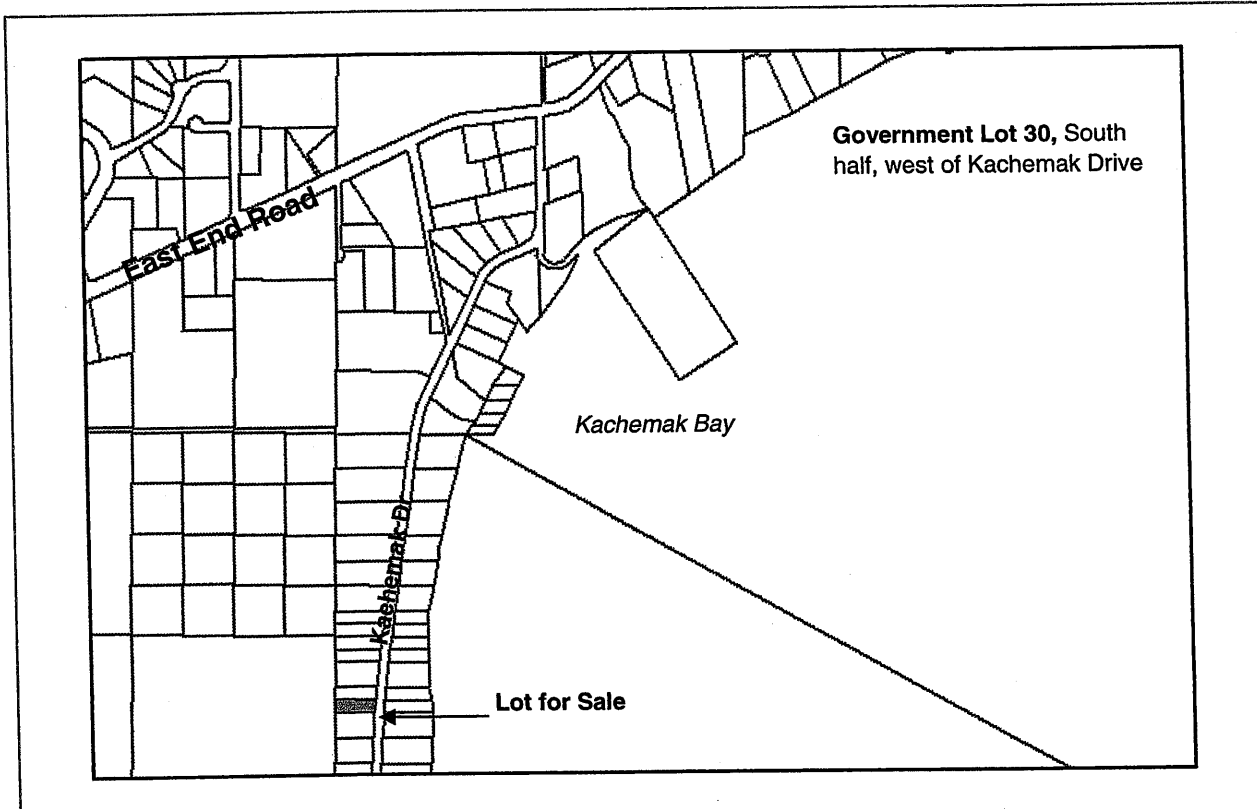 Government Lot 30, South
half, west of Kachemak Drive
East End Road
Kachemak Bay
Kachemak Dr
Lot for Sale